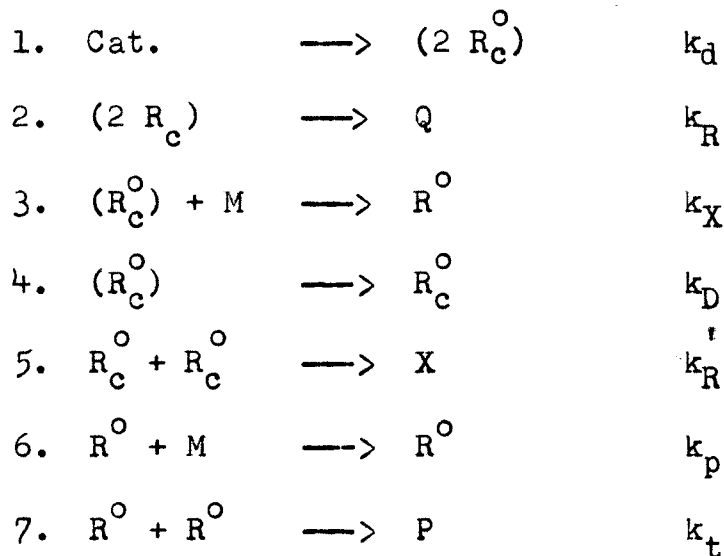 1. Cat. —> (2 R_c^o) k_d
2. (2 R_c) —> Q k_R
3. (R_c^o) + M —> R^o k_X
4. (R_c^o) —> R_c^o k_D
5. R_c^o + R_c^o —> X k_R'
6. R^o + M —> R^o k_p
7. R^o + R^o —> P k_t